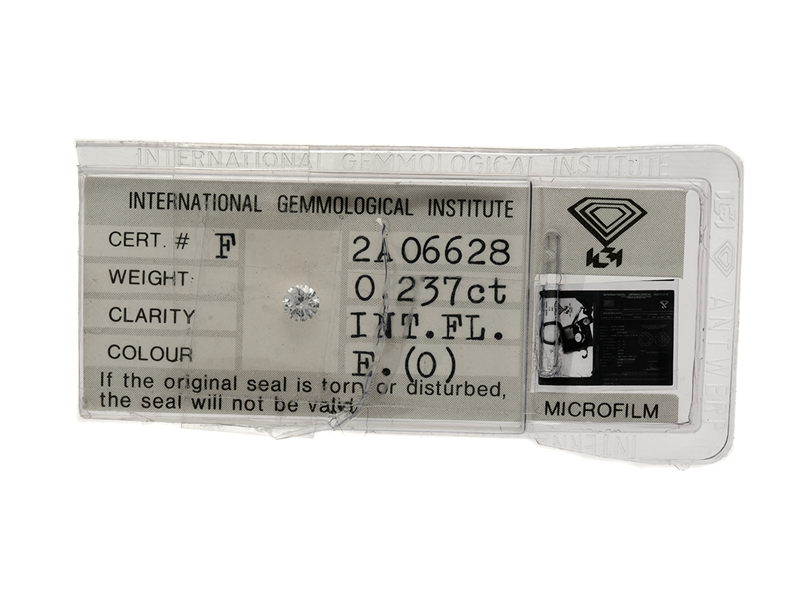 INTERNATIONAL GEMMOLOGICAL INSTITUTE
INTERNATIONAL GEMMOLOGICAL INSTITUTE
CERT. # F 2A06628
WEIGHT 0.237ct
CLARITY INT.FL.
COLOUR E.(0)
If the original seal is torn or disturbed,
the seal will not be valid
IGI
MICROFILM
IGI ANTWERP